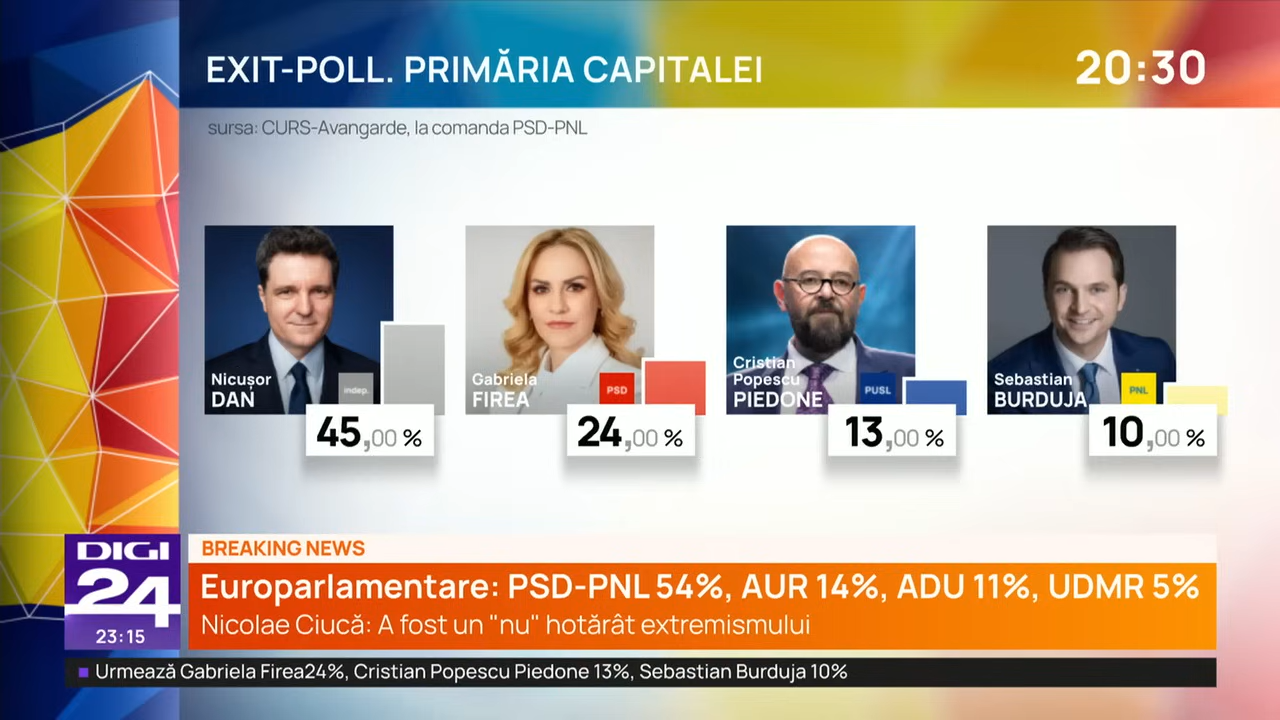 EXIT-POLL. PRIMĂRIA CAPITALEI
20:30
sursa: CURS-Avangarde, la comanda PSD-PNL
Nicușor
DAN
indep.
45,00 %
Gabriela
FIREA
PSD
24,00 %
Cristian
Popescu
PIEDONE
PUSL
13,00 %
Sebastian
BURDUJA
PNL
10,00 %
DIGI
24
23:15
BREAKING NEWS
Europarlamentare: PSD-PNL 54%, AUR 14%, ADU 11%, UDMR 5%
Nicolae Ciucă: A fost un "nu" hotărât extremismului
Urmează Gabriela Firea24%, Cristian Popescu Piedone 13%, Sebastian Burduja 10%